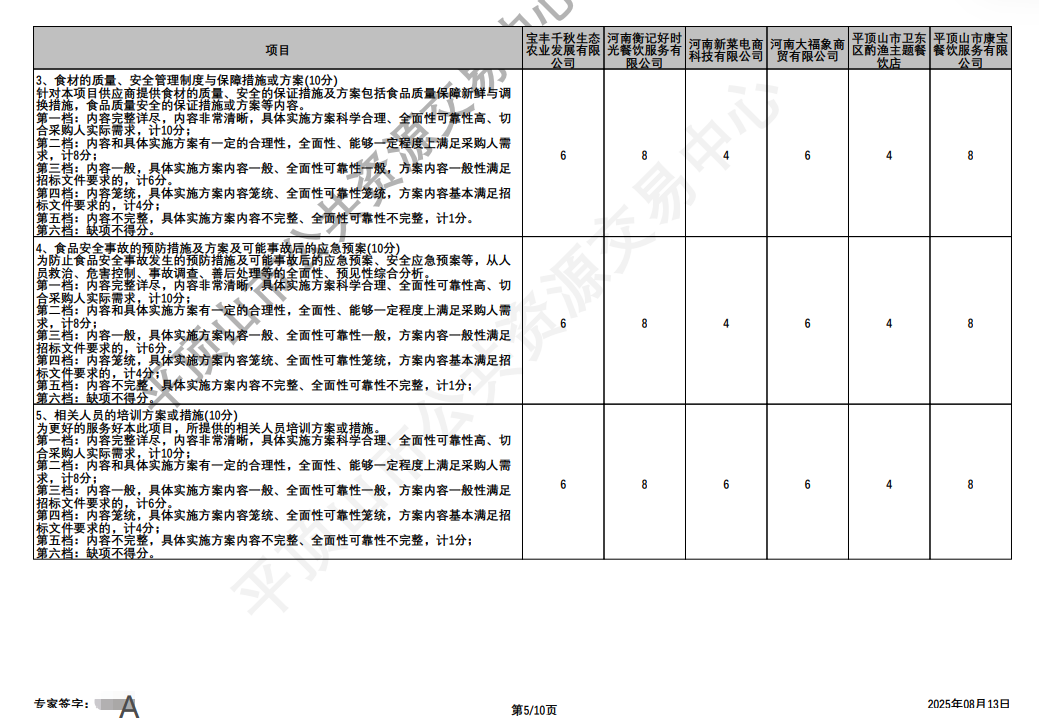 项目
宝丰千秋生态
农业发展有限
公司
河南衡记好时
光餐饮服务有
限公司
河南新菜电商
科技有限公司
河南大福象商
贸有限公司
平顶山市卫东
区酌渔主题餐
饮店
平顶山市康宝
餐饮服务有限
公司
3、食材的质量、安全管理制度与保障措施或方案(10分)
针对本项目供应商提供食材的质量、安全的保证措施及方案包括食品质量保障新鲜与调
换措施，食品质量安全的保证措施或方案等内容。
第一档：内容完整详尽，内容非常清晰，具体实施方案科学合理、全面性可靠性高、切
合采购人实际需求，计10分；
第二档：内容和具体实施方案有一定的合理性，全面性、能够一定程度上满足采购人需
求，计8分；
第三档：内容一般，具体实施方案内容一般、全面性可靠性一般，方案内容一般性满足
招标文件要求的，计6分。
第四档：内容笼统，具体实施方案内容笼统、全面性可靠性笼统，方案内容基本满足招
标文件要求的，计4分；
第五档：内容不完整，具体实施方案内容不完整、全面性可靠性不完整，计1分。
第六档：缺项不得分。
6 8 4 6 4 8
4、食品安全事故的预防措施及方案及可能事故后的应急预案(10分)
为防止食品安全事故发生的预防措施及可能事故后的应急预案、安全应急预案等，从人
员救治、危害控制、事故调查、善后处理等的全面性、预见性综合分析。
第一档：内容完整详尽，内容非常清晰，具体实施方案科学合理、全面性可靠性高、切
合采购人实际需求，计10分；
第二档：内容和具体实施方案有一定的合理性，全面性、能够一定程度上满足采购人需
求，计8分；
第三档：内容一般，具体实施方案内容一般、全面性可靠性一般，方案内容一般性满足
招标文件要求的，计6分。
第四档：内容笼统，具体实施方案内容笼统、全面性可靠性笼统，方案内容基本满足招
标文件要求的，计4分；
第五档：内容不完整，具体实施方案内容不完整、全面性可靠性不完整，计1分；
第六档：缺项不得分。
6 8 4 6 4 8
5、相关人员的培训方案或措施(10分)
为更好的服务好本此项目，所提供的相关人员培训方案或措施。
第一档：内容完整详尽，内容非常清晰，具体实施方案科学合理、全面性可靠性高、切
合采购人实际需求，计10分；
第二档：内容和具体实施方案有一定的合理性，全面性、能够一定程度上满足采购人需
求，计8分；
第三档：内容一般，具体实施方案内容一般、全面性可靠性一般，方案内容一般性满足
招标文件要求的，计6分。
第四档：内容笼统，具体实施方案内容笼统、全面性可靠性笼统，方案内容基本满足招
标文件要求的，计4分；
第五档：内容不完整，具体实施方案内容不完整、全面性可靠性不完整，计1分；
第六档：缺项不得分。
6 8 6 6 4 8
平顶山市公共资源交易中心
平顶山市公共资源交易中心
专家签字：
A
第5/10页
2025年08月13日